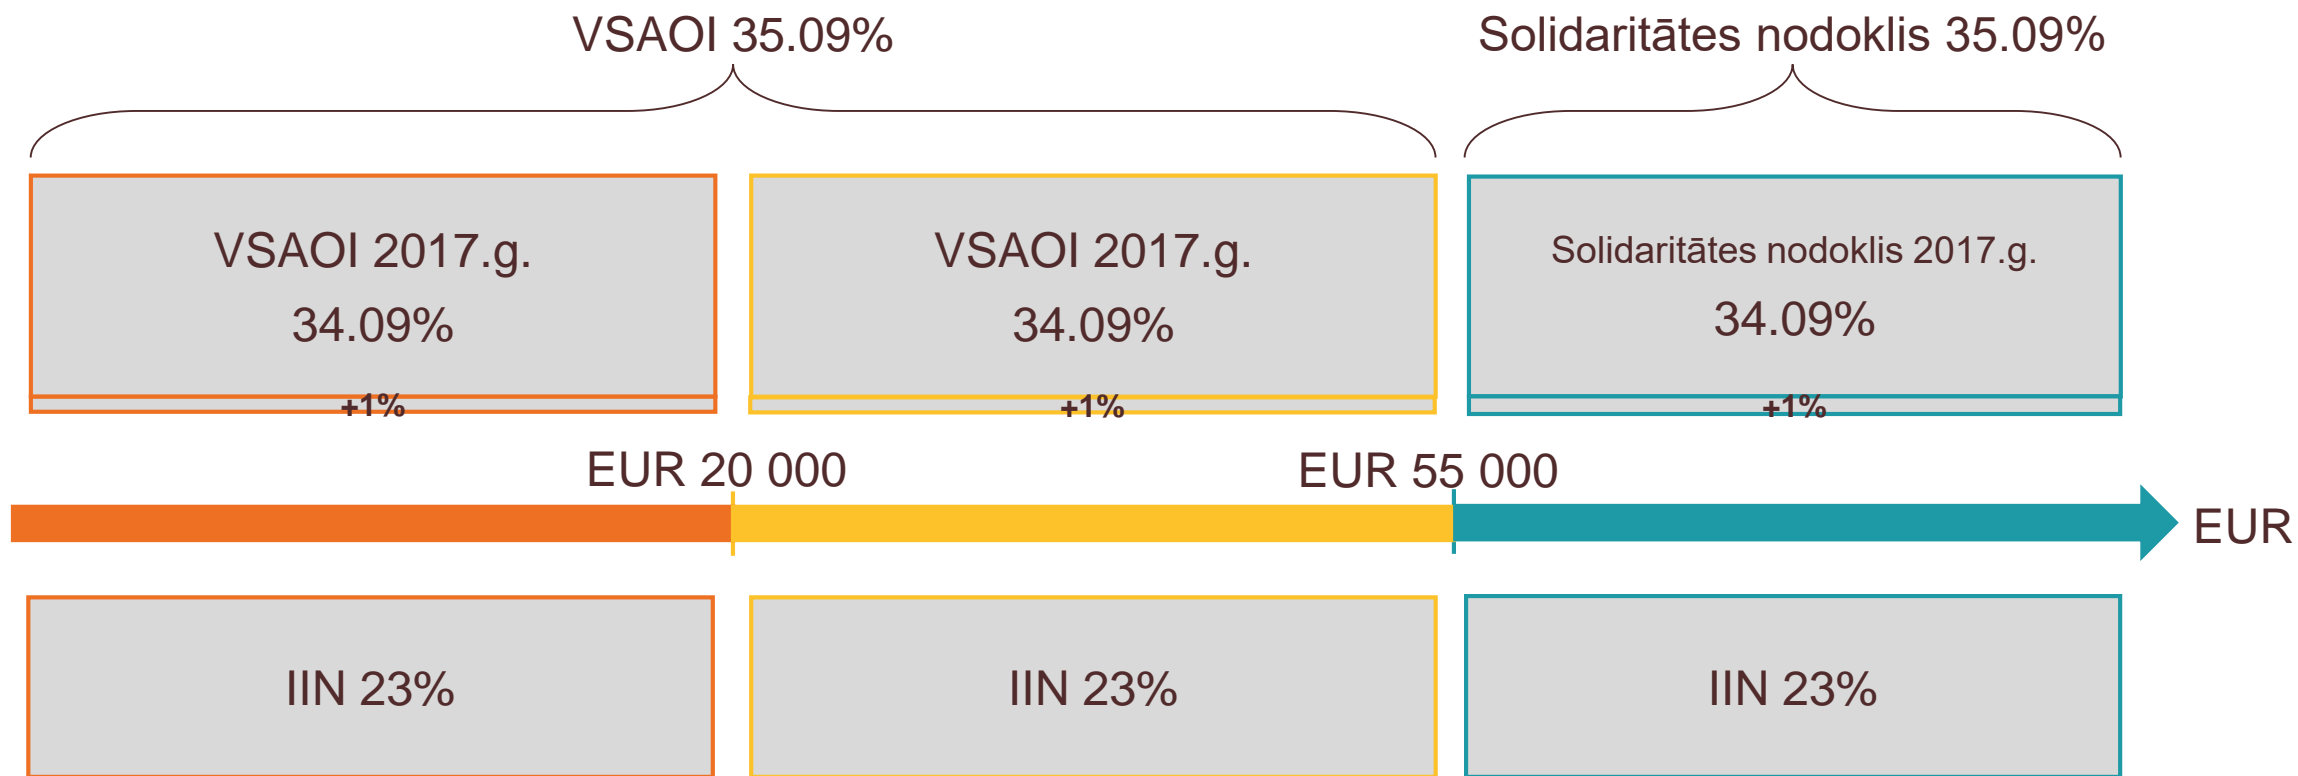 VSAOI 35.09%
Solidaritātes nodoklis 35.09%
VSAOI 2017.g.
34.09%
+1%
VSAOI 2017.g.
34.09%
+1%
Solidaritātes nodoklis 2017.g.
34.09%
+1%
EUR 20 000
EUR 55 000
EUR
IIN 23%
IIN 23%
IIN 23%